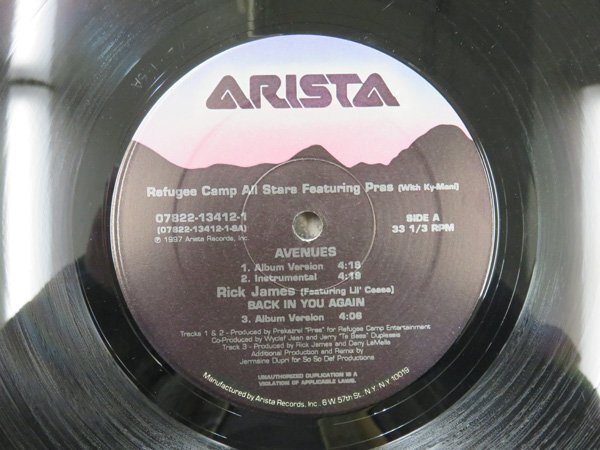 ARISTA
Refugee Camp All Stars Featuring Pras (With Ky-Mani)
07822-13412-1
(07822-13412-1-SA)
℗ 1997 Arista Records, Inc.
SIDE A
33 1/3 RPM
AVENUES
1. Album Version 4:19
2. Instrumental 4:19
Rick James (Featuring Lil' Cease)
BACK IN YOU AGAIN
3. Album Version 4:06
Tracks 1 & 2 - Produced by Prakazrel "Pras" for Refugee Camp Entertainment
Co-Produced by Wyclef Jean and Jerry "Te Bass" Duplessis
Track 3 - Produced by Rick James and Dany LaMelle
Additional Production and Remix by
Jermaine Dupri for So So Def Productions
UNAUTHORIZED DUPLICATION IS A
VIOLATION OF APPLICABLE LAWS.
Manufactured by Arista Records, Inc., 6 W 57th St., N.Y. N.Y. 10019